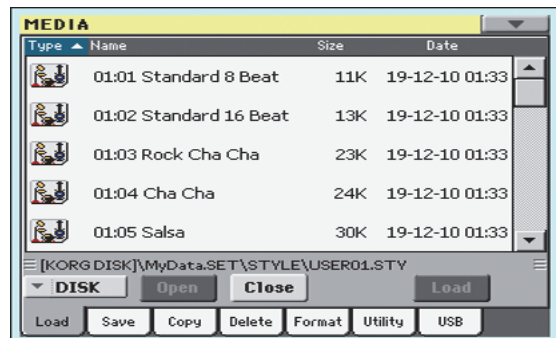 MEDIA
Type Name Size Date
01:01 Standard 8 Beat 11K 19-12-10 01:33
01:02 Standard 16 Beat 13K 19-12-10 01:33
01:03 Rock Cha Cha 23K 19-12-10 01:33
01:04 Cha Cha 24K 19-12-10 01:33
01:05 Salsa 30K 19-12-10 01:33
[KORG DISK]\MyData.SET\STYLE\USER01.STY
DISK Open Close Load
Load Save Copy Delete Format Utility USB